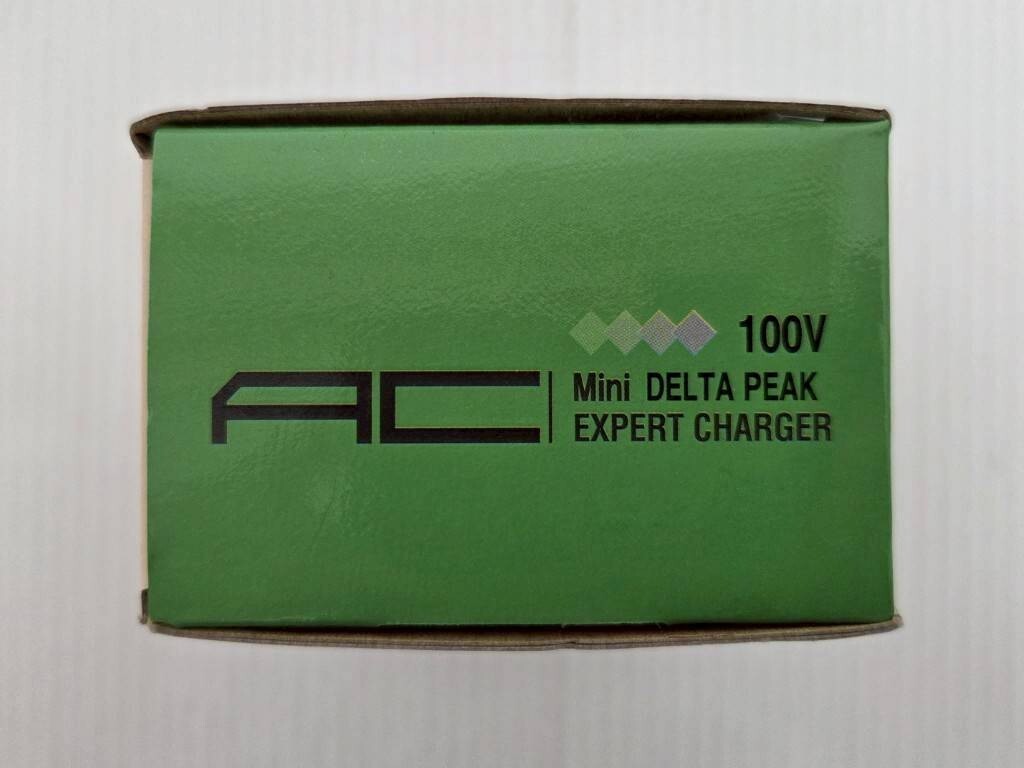 100V
AC Mini DELTA PEAK
EXPERT CHARGER